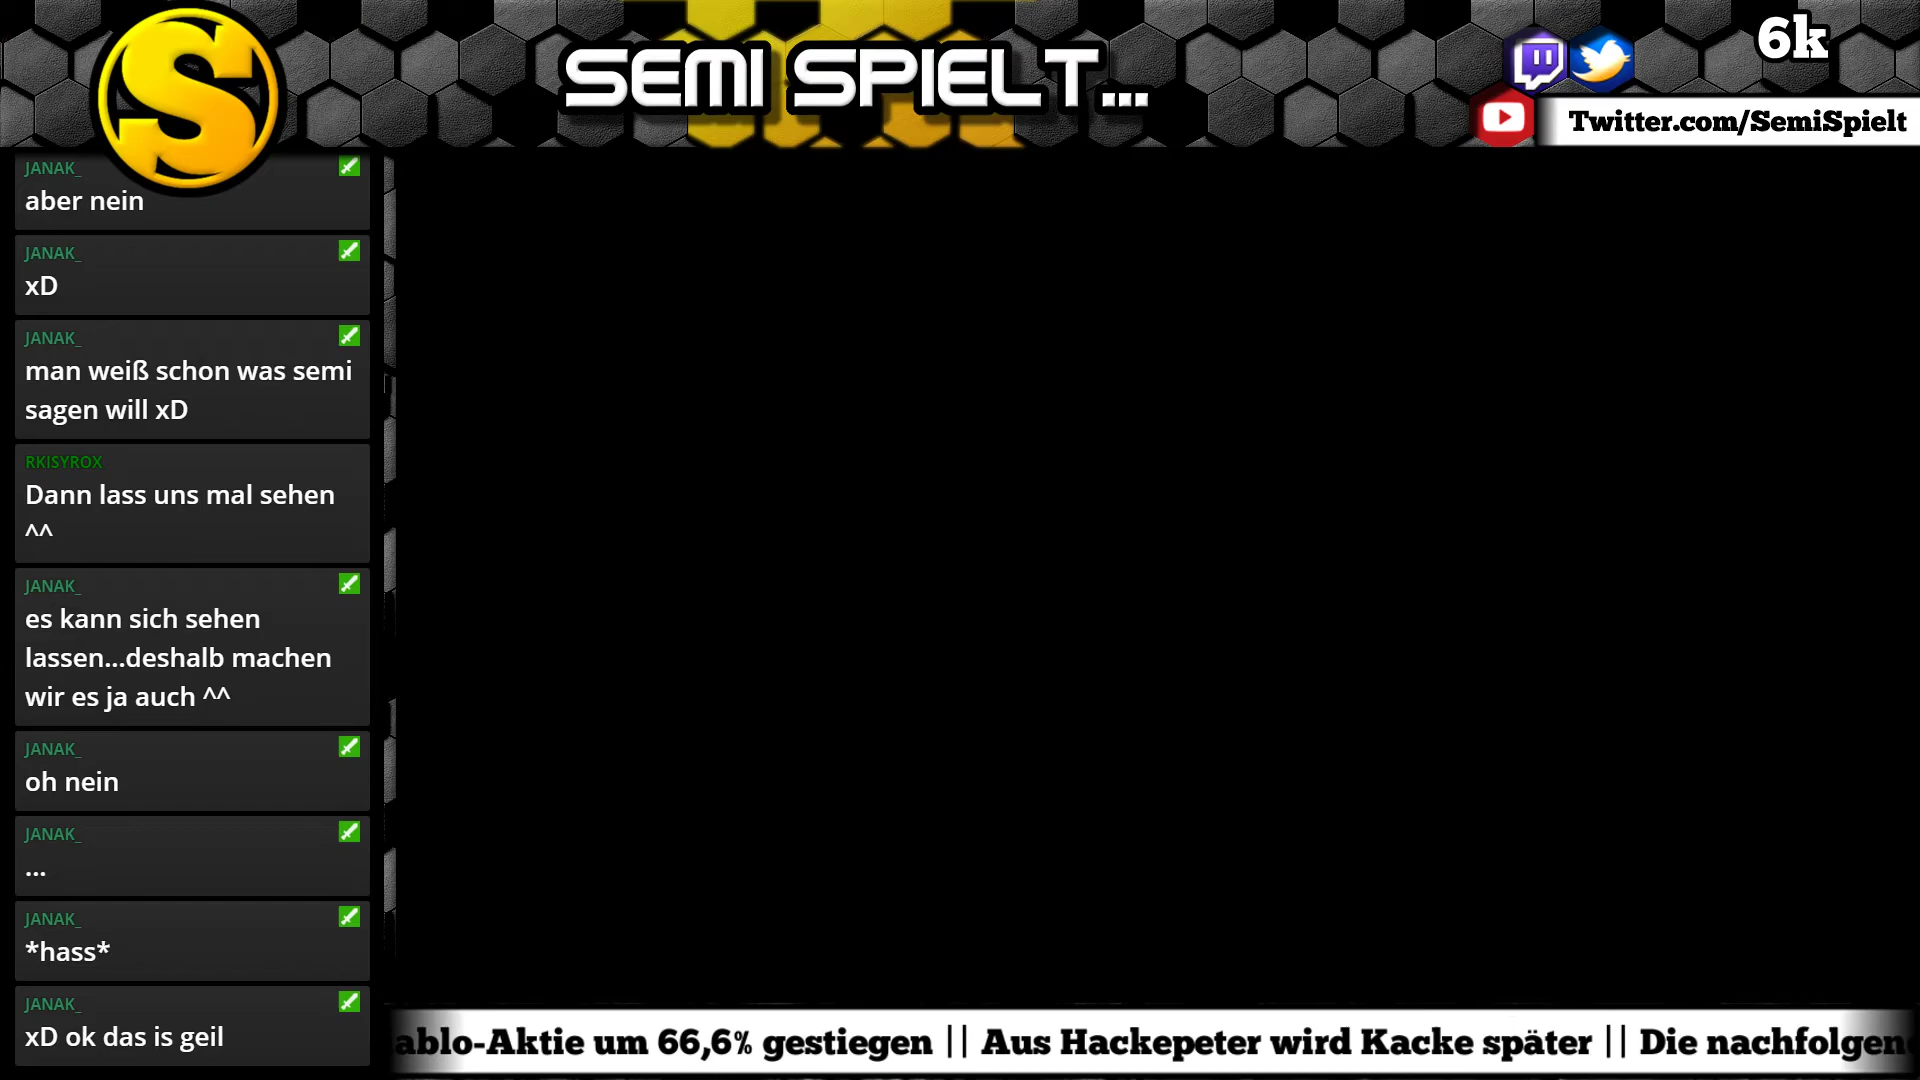 S
SEMI SPIELT...
6k
Twitter.com/SemiSpielt
JANAK_
aber nein
JANAK_
xD
JANAK_
man weiß schon was semi
sagen will xD
RKISYROX
Dann lass uns mal sehen
^^
JANAK_
es kann sich sehen
lassen...deshalb machen
wir es ja auch ^^
JANAK_
oh nein
JANAK_
...
JANAK_
*hass*
JANAK_
xD ok das is geil
ablo-Aktie um 66,6% gestiegen || Aus Hackepeter wird Kacke später || Die nachfolgen